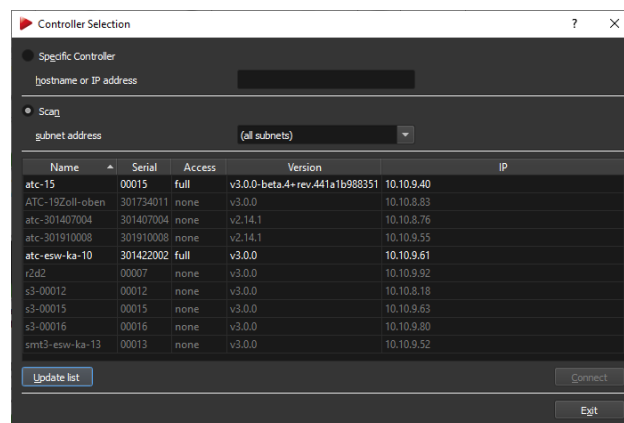 Controller Selection ? ×
Specific Controller
hostname or IP address
Scan
subnet address (all subnets)
Name Serial Access Version IP
atc-15 00015 full v3.0.0-beta.4+rev.441a1b988351 10.10.9.40
ATC-19Zoll-oben 301734011 none v3.0.0 10.10.8.83
atc-301407004 301407004 none v2.14.1 10.10.8.76
atc-301910008 301910008 none v2.14.1 10.10.9.55
atc-esw-ka-10 301422002 full v3.0.0 10.10.9.61
r2d2 00007 none v3.0.0 10.10.9.92
s3-00012 00012 none v3.0.0 10.10.8.18
s3-00015 00015 none v3.0.0 10.10.9.63
s3-00016 00016 none v3.0.0 10.10.9.80
smt3-esw-ka-13 00013 none v3.0.0 10.10.9.52
Update list Connect
Exit